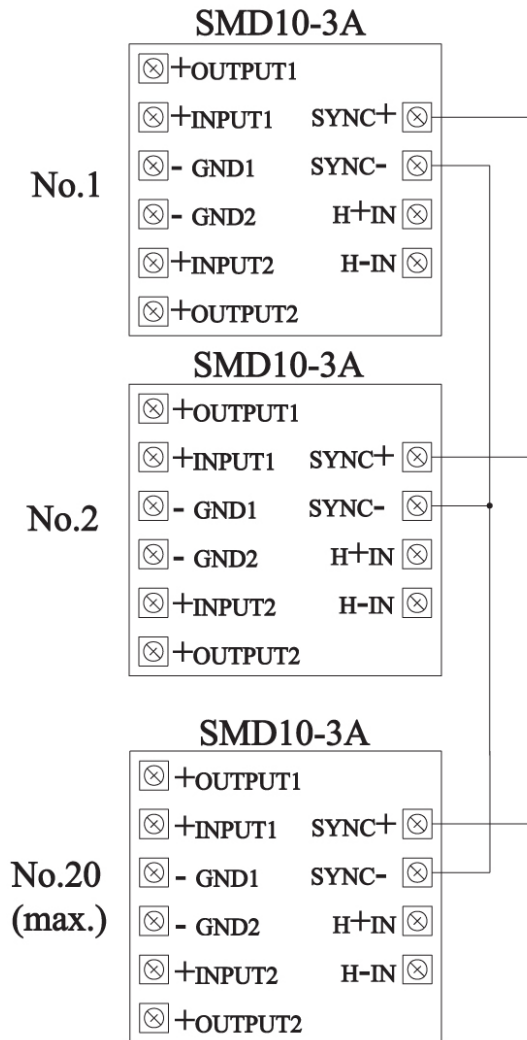 SMD10-3A
+OUTPUT1
+INPUT1 SYNC+
No.1
- GND1 SYNC-
- GND2 H+IN
+INPUT2 H-IN
+OUTPUT2
SMD10-3A
+OUTPUT1
+INPUT1 SYNC+
No.2
- GND1 SYNC-
- GND2 H+IN
+INPUT2 H-IN
+OUTPUT2
SMD10-3A
+OUTPUT1
+INPUT1 SYNC+
No.20
(max.)
- GND1 SYNC-
- GND2 H+IN
+INPUT2 H-IN
+OUTPUT2